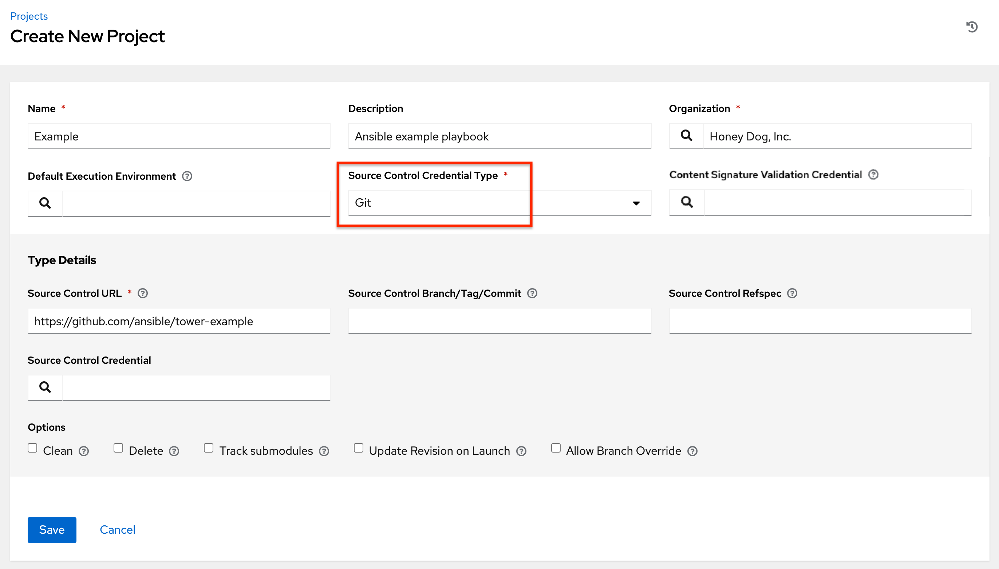 Projects
Create New Project
Name *
Description
Organization *
Example
Ansible example playbook
Honey Dog, Inc.
Default Execution Environment
Source Control Credential Type *
Content Signature Validation Credential
Git
Type Details
Source Control URL *
Source Control Branch/Tag/Commit
Source Control Refspec
https://github.com/ansible/tower-example
Source Control Credential
Options
Clean
Delete
Track submodules
Update Revision on Launch
Allow Branch Override
Save
Cancel